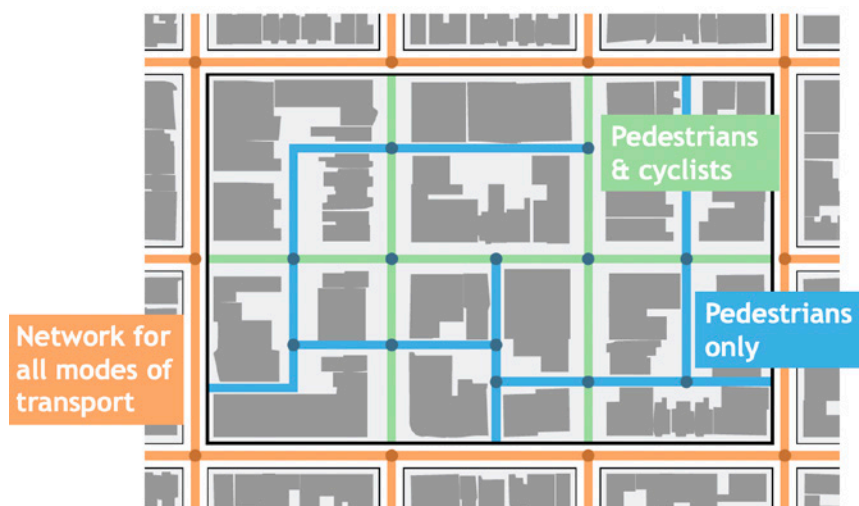 Pedestrians
& cyclists
Pedestrians
only
Network for
all modes of
transport